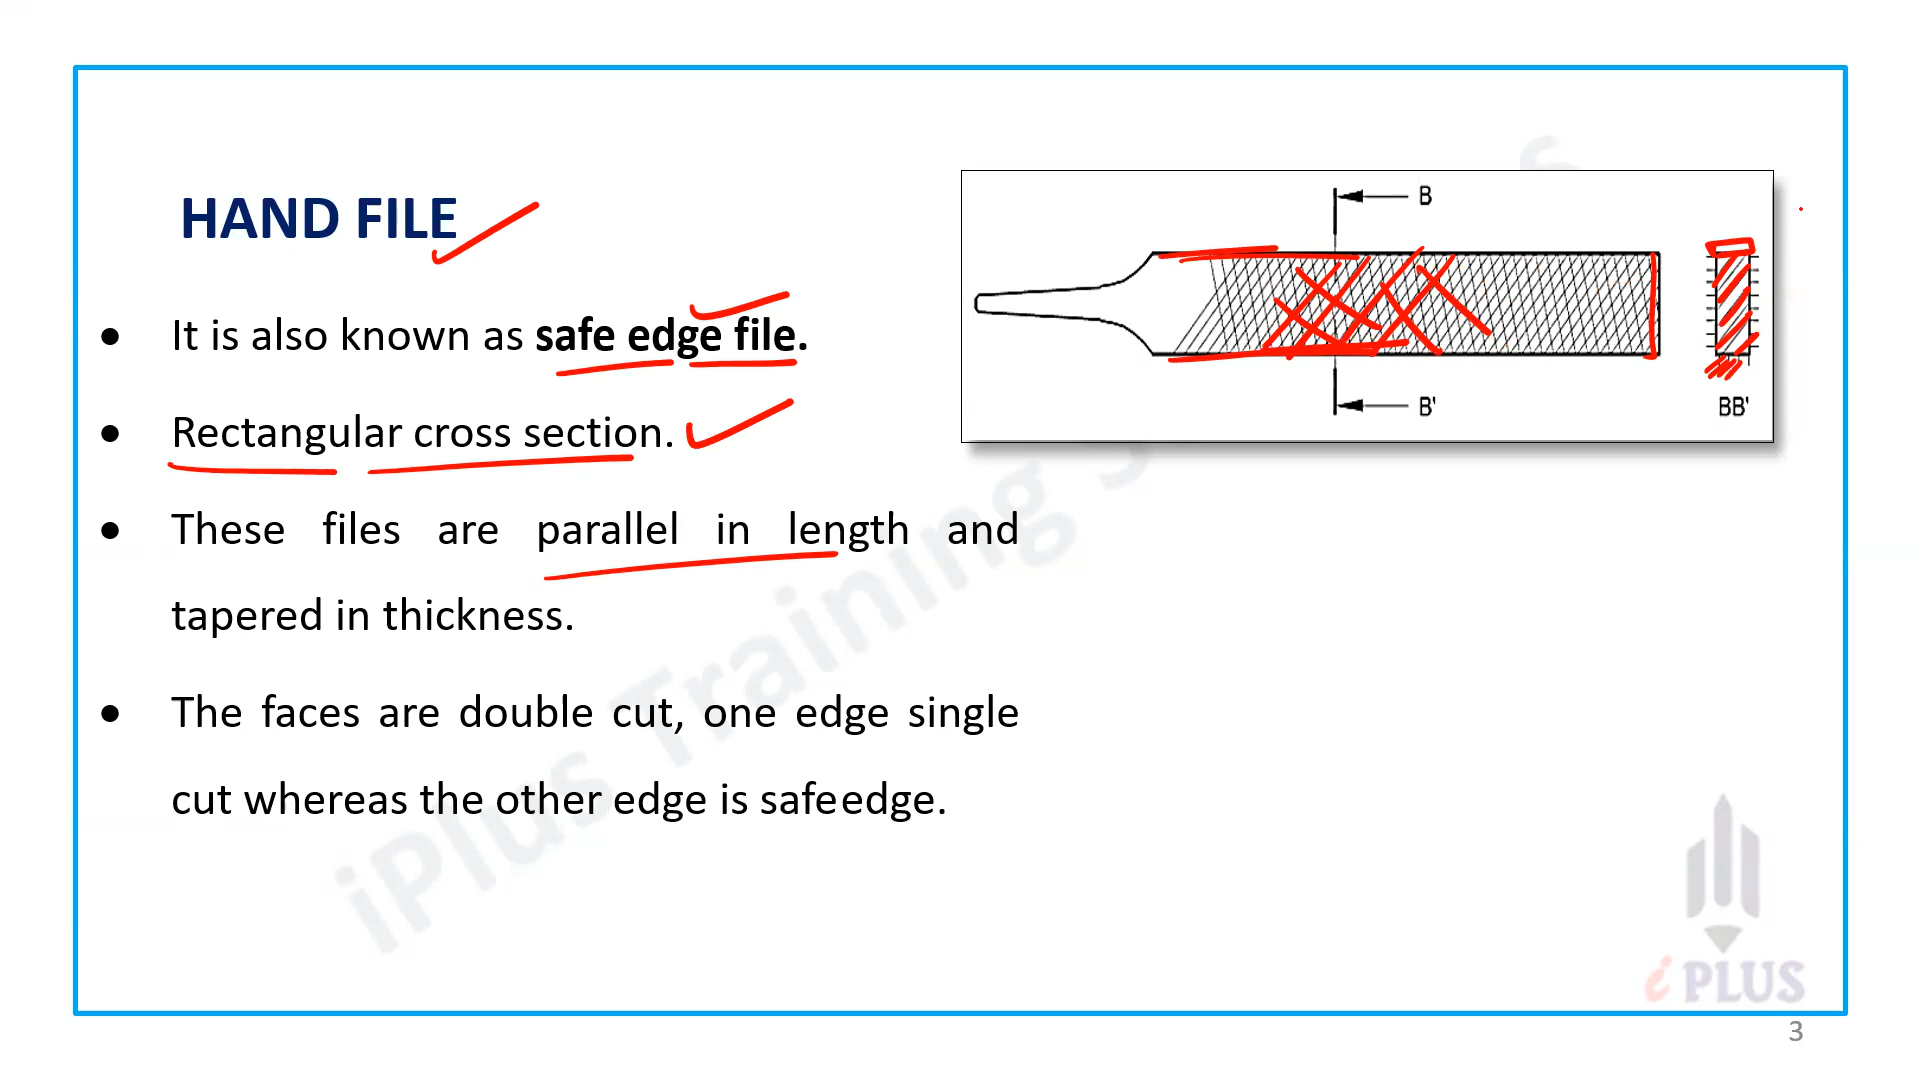 HAND FILE
• It is also known as safe edge file.
• Rectangular cross section.
• These files are parallel in length and
tapered in thickness.
• The faces are double cut, one edge single
cut whereas the other edge is safeedge.
B
B'
BB'
iPlus Training S
s
i PLUS
3